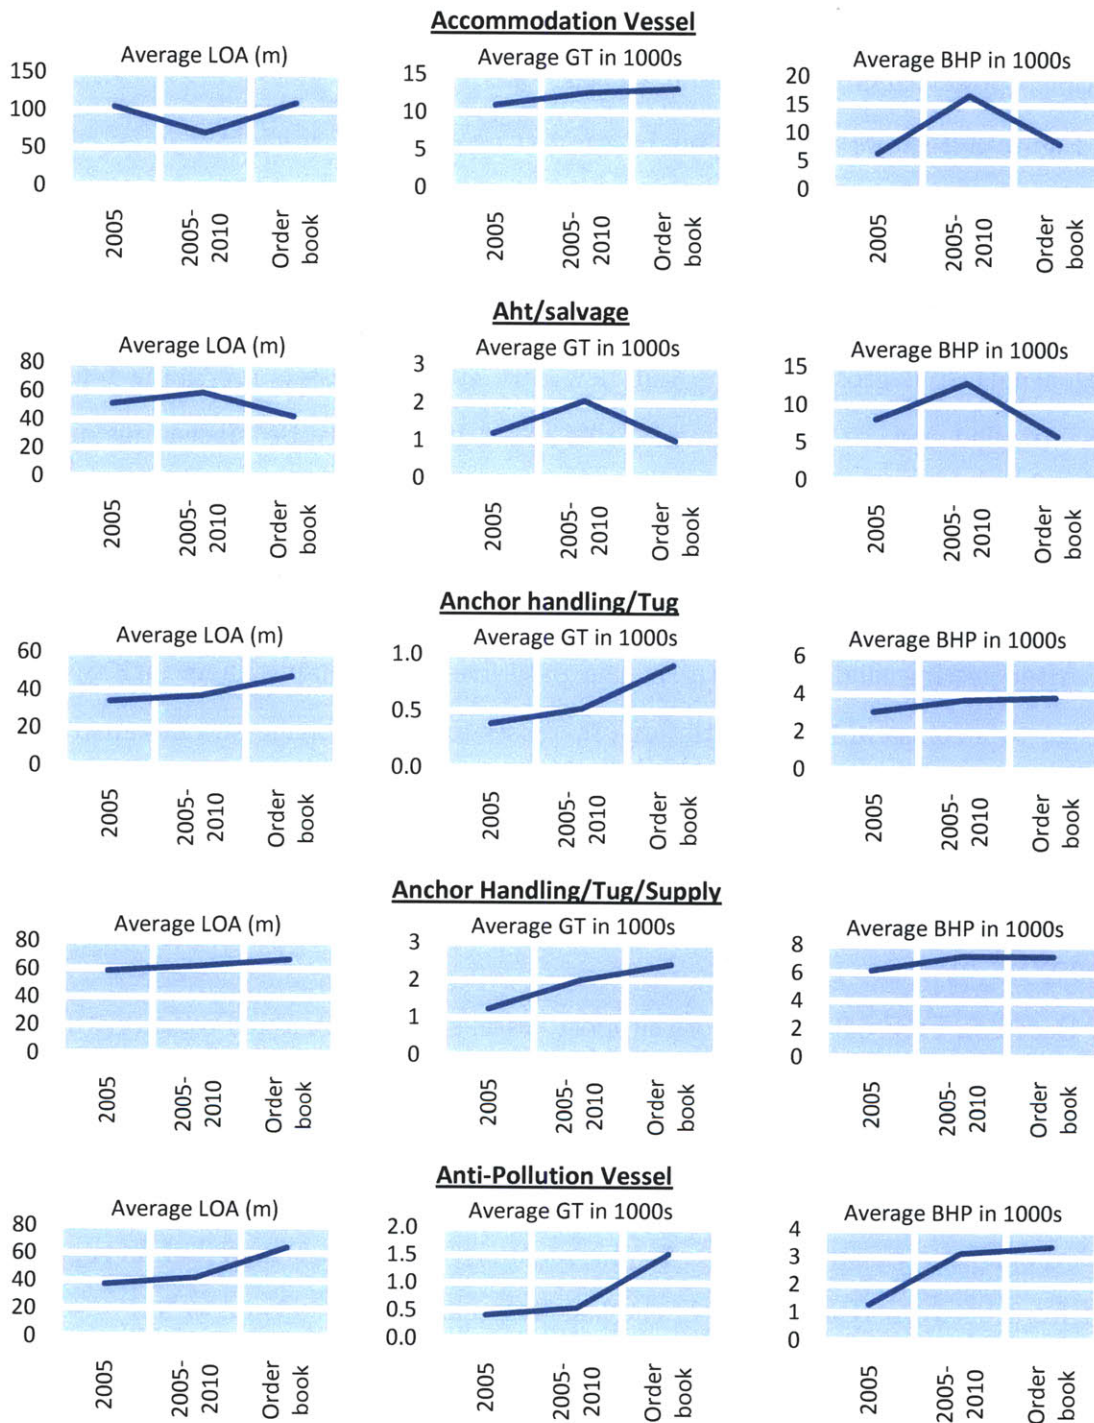 Accommodation Vessel
Average LOA (m)
150
100
50
0
2005
2005-
2010
Order
book
Average GT in 1000s
15
10
5
0
2005
2005-
2010
Order
book
Average BHP in 1000s
20
15
10
5
0
2005
2005-
2010
Order
book
Aht/salvage
Average LOA (m)
80
60
40
20
0
2005
2005-
2010
Order
book
Average GT in 1000s
3
2
1
0
2005
2005-
2010
Order
book
Average BHP in 1000s
15
10
5
0
2005
2005-
2010
Order
book
Anchor handling/Tug
Average LOA (m)
60
40
20
0
2005
2005-
2010
Order
book
Average GT in 1000s
1.0
0.5
0.0
2005
2005-
2010
Order
book
Average BHP in 1000s
6
4
2
0
2005
2005-
2010
Order
book
Anchor Handling/Tug/Supply
Average LOA (m)
80
60
40
20
0
2005
2005-
2010
Order
book
Average GT in 1000s
3
2
1
0
2005
2005-
2010
Order
book
Average BHP in 1000s
8
6
4
2
0
2005
2005-
2010
Order
book
Anti-Pollution Vessel
Average LOA (m)
80
60
40
20
0
2005
2005-
2010
Order
book
Average GT in 1000s
2.0
1.5
1.0
0.5
0.0
2005
2005-
2010
Order
book
Average BHP in 1000s
4
3
2
1
0
2005
2005-
2010
Order
book